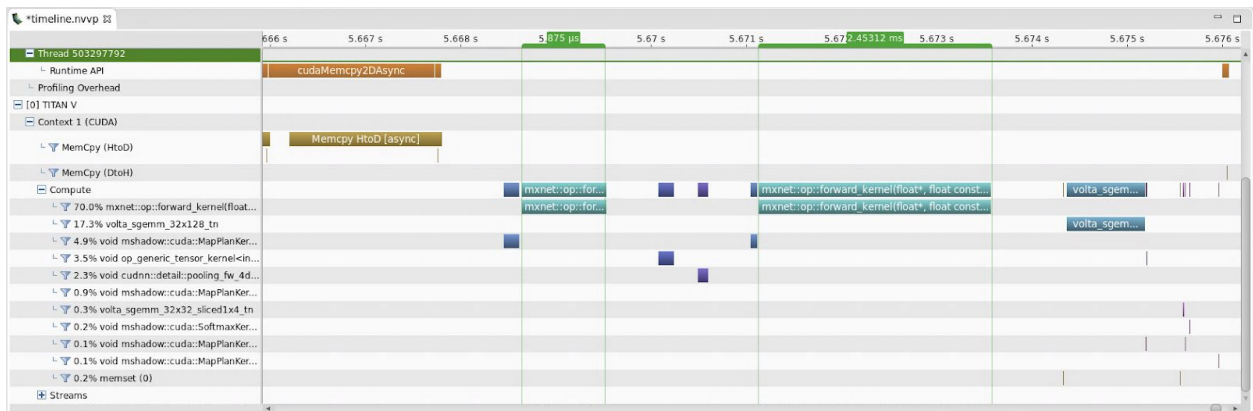 *timeline.nvvp
666 s 5.667 s 5.668 s 5 875 µs 5.67 s 5.671 s 5.67 2.45312 ms 5.673 s 5.674 s 5.675 s 5.676 s
Thread 503297792
Runtime API cudaMemcpy2DAsync
Profiling Overhead
[0] TITAN V
Context 1 (CUDA)
MemCpy (HtoD) Memcpy HtoD [async]
MemCpy (DtoH)
Compute mxnet::op::for... mxnet::op::forward_kernel(float*, float const... volta_sgem...
70.0% mxnet::op::forward_kernel(float... mxnet::op::for... mxnet::op::forward_kernel(float*, float const...
17.3% volta_sgemm_32x128_tn volta_sgem...
4.9% void mshadow::cuda::MapPlanKer...
3.5% void op_generic_tensor_kernel<in...
2.3% void cudnn::detail::pooling_fw_4d...
0.9% void mshadow::cuda::MapPlanKer...
0.3% volta_sgemm_32x32_sliced1x4_tn
0.2% void mshadow::cuda::SoftmaxKer...
0.1% void mshadow::cuda::MapPlanKer...
0.1% void mshadow::cuda::MapPlanKer...
0.2% memset (0)
Streams